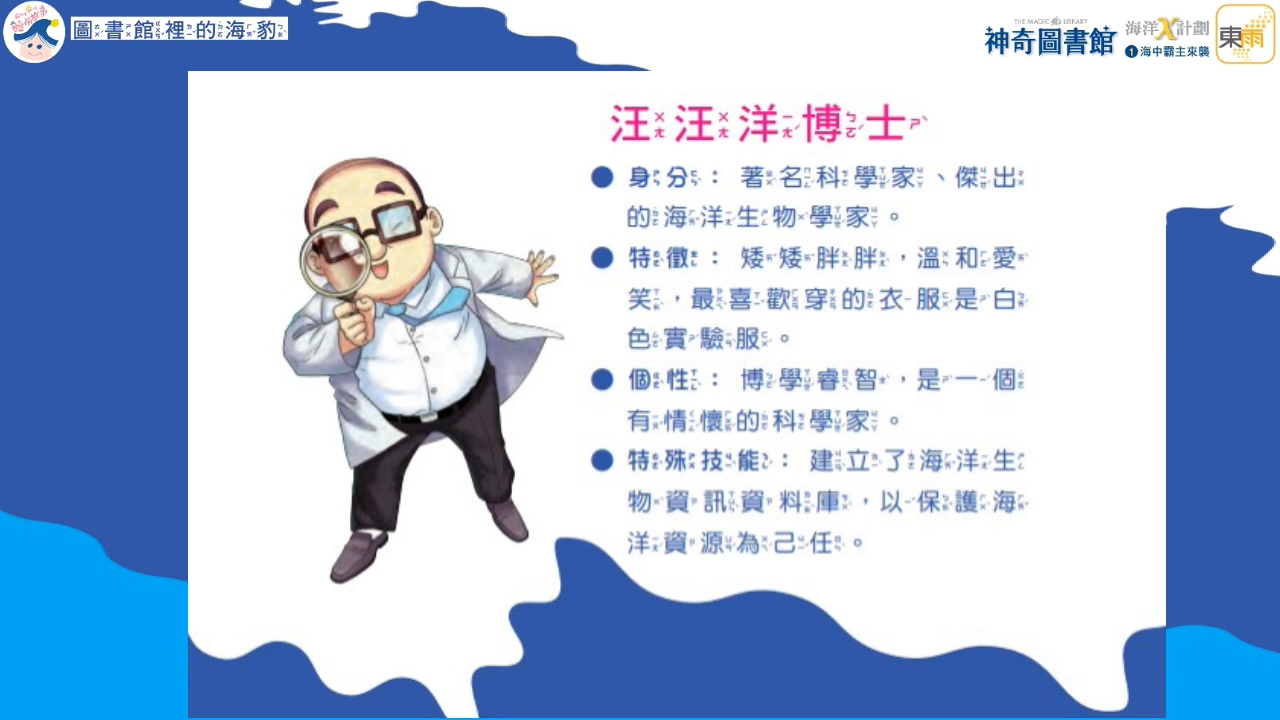 圖書館裡的海豹
THE MAGIC LIBRARY
神奇圖書館
海洋X計劃
1海中霸主來襲
東雨
汪汪洋博士
● 身分： 著名科學家、傑出
的海洋生物學家。
● 特徵： 矮矮胖胖，溫和愛
笑，最喜歡穿的衣服是白
色實驗服。
● 個性： 博學睿智，是一個
有情懷的科學家。
● 特殊技能： 建立了海洋生
物資訊資料庫，以保護海
洋資源為己任。